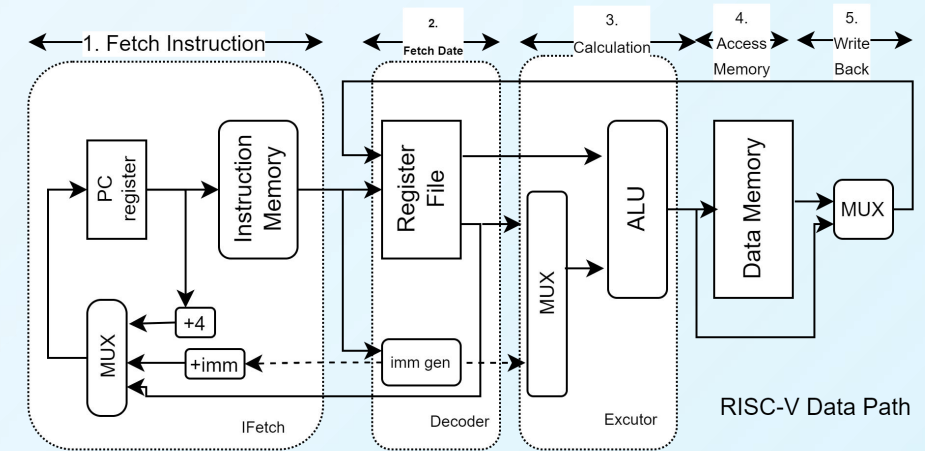 1. Fetch Instruction
2.
Fetch Date
3.
Calculation
4.
Access
Memory
5.
Write
Back
PC
register
Instruction
Memory
Register
File
ALU
Data Memory
MUX
MUX
+4
MUX
+imm
imm gen
IFetch
Decoder
Excutor
RISC-V Data Path